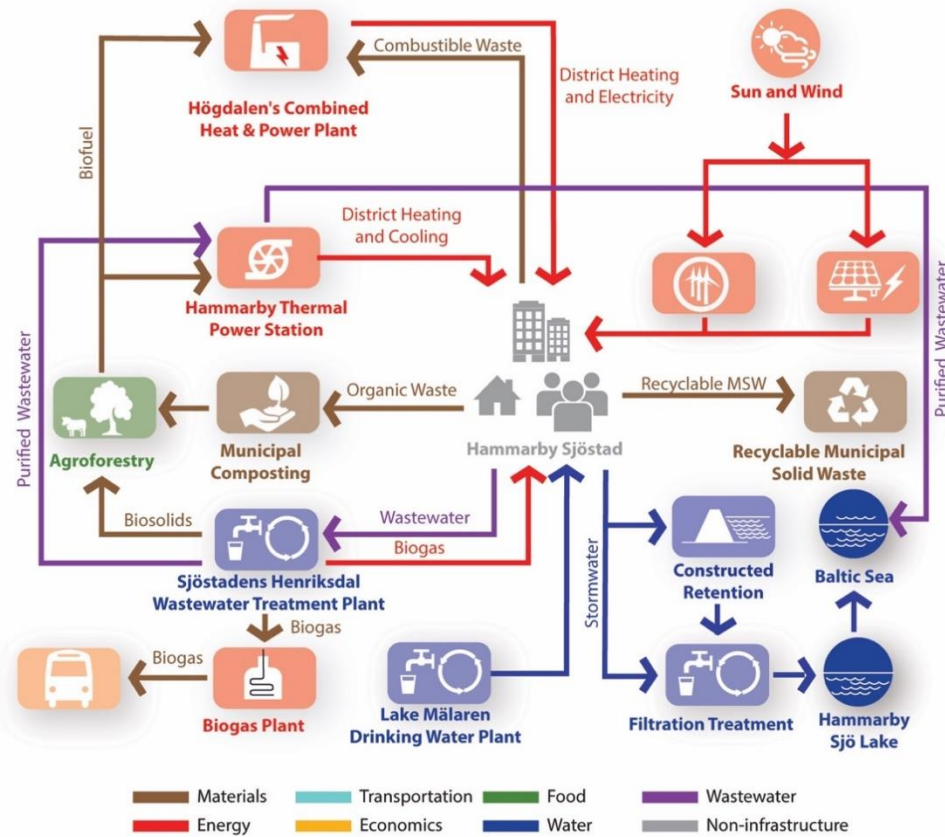 Combustible Waste
District Heating
and Electricity
Sun and Wind
Högdalen's Combined
Heat & Power Plant
Biofuel
District Heating
and Cooling
Hammarby Thermal
Power Station
Purified Wastewater
Purified Wastewater
Organic Waste
Recyclable MSW
Agroforestry
Municipal
Composting
Hammarby Sjöstad
Recyclable Municipal
Solid Waste
Biosolids
Wastewater
Biogas
Sjöstadens Henriksdal
Wastewater Treatment Plant
Stormwater
Constructed
Retention
Baltic Sea
Biogas
Biogas
Biogas Plant
Lake Mälaren
Drinking Water Plant
Filtration Treatment
Hammarby
Sjö Lake
Materials
Transportation
Food
Wastewater
Energy
Economics
Water
Non-infrastructure